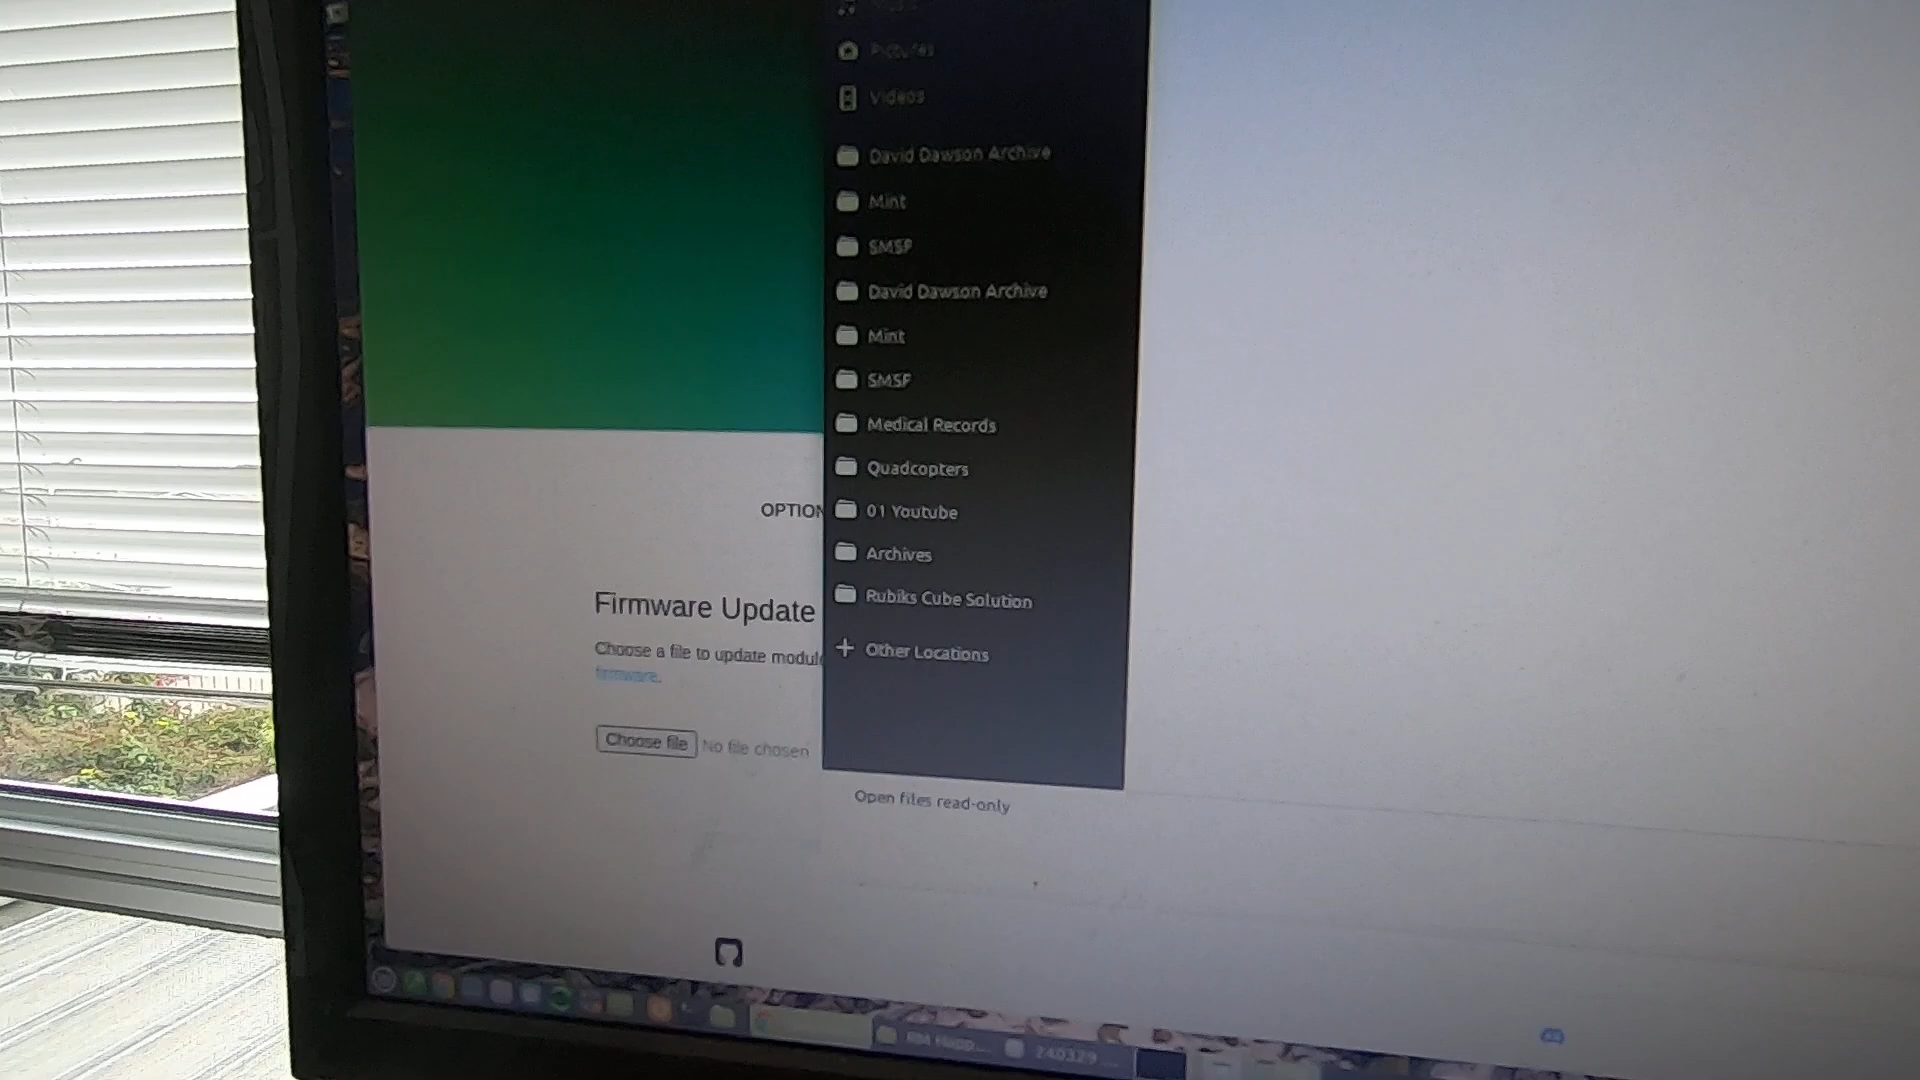 Pictures
Videos
David Dawson Archive
Mint
SMSF
David Dawson Archive
Mint
SMSF
Medical Records
Quadcopters
01 Youtube
Archives
Rubiks Cube Solution
Other Locations
OPTION
Firmware Update
Choose a file to update modul
firmware.
Choose file No file chosen
Open files read-only
240329 ...